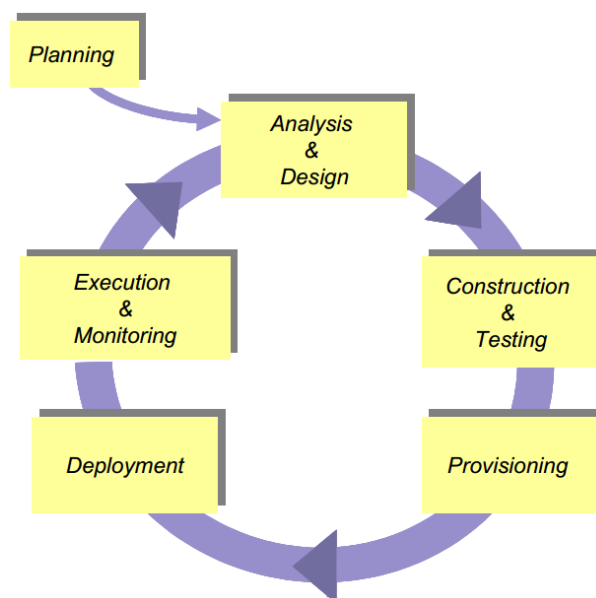 Planning
Analysis
&
Design
Construction
&
Testing
Provisioning
Deployment
Execution
&
Monitoring